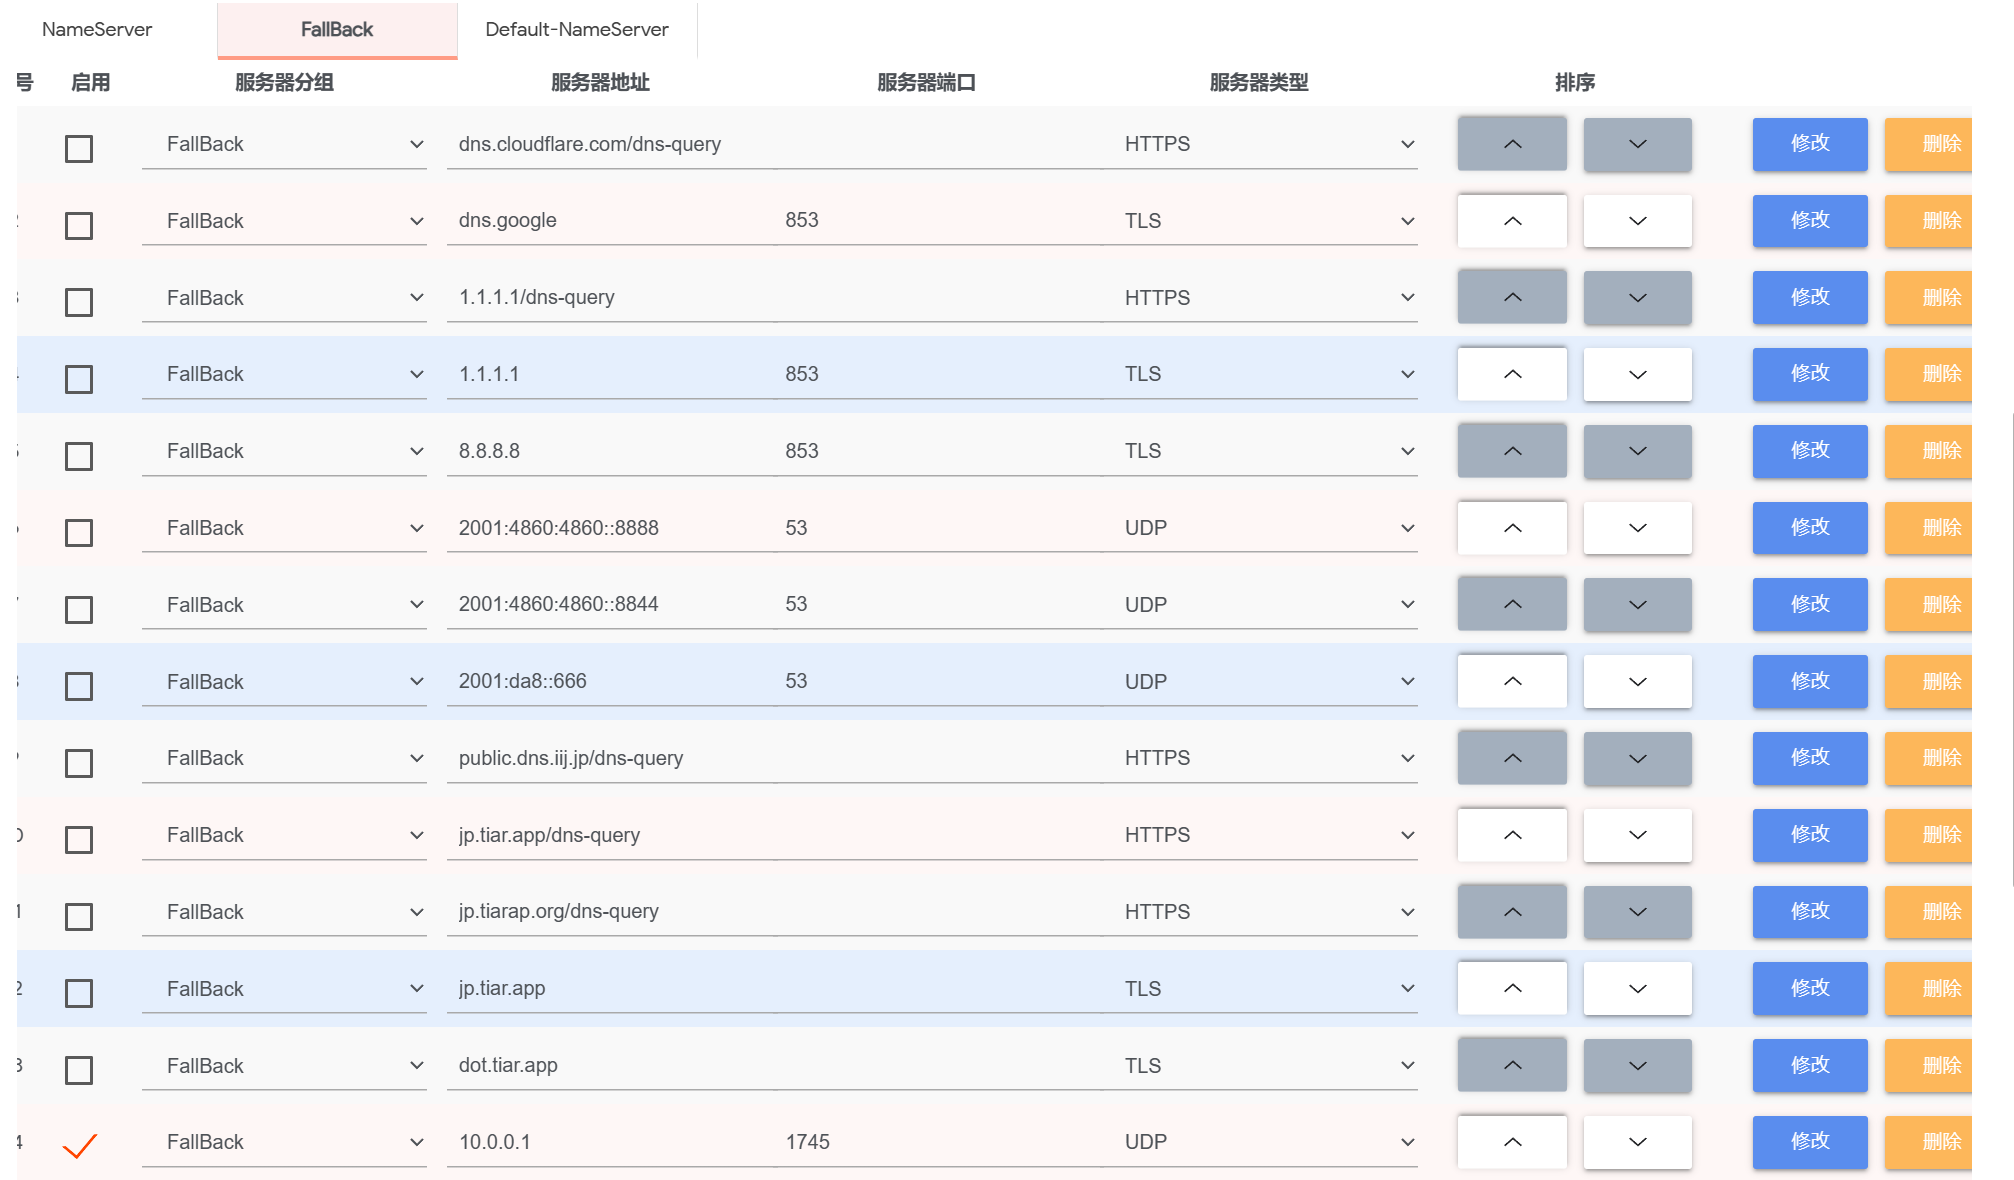 NameServer FallBack Default-NameServer
号 启用 服务器分组 服务器地址 服务器端口 服务器类型 排序
FallBack dns.cloudflare.com/dns-query HTTPS 修改 删除
FallBack dns.google 853 TLS 修改 删除
FallBack 1.1.1.1/dns-query HTTPS 修改 删除
FallBack 1.1.1.1 853 TLS 修改 删除
FallBack 8.8.8.8 853 TLS 修改 删除
FallBack 2001:4860:4860::8888 53 UDP 修改 删除
FallBack 2001:4860:4860::8844 53 UDP 修改 删除
FallBack 2001:da8::666 53 UDP 修改 删除
FallBack public.dns.iij.jp/dns-query HTTPS 修改 删除
0 FallBack jp.tiar.app/dns-query HTTPS 修改 删除
1 FallBack jp.tiarap.org/dns-query HTTPS 修改 删除
2 FallBack jp.tiar.app TLS 修改 删除
3 FallBack dot.tiar.app TLS 修改 删除
4 FallBack 10.0.0.1 1745 UDP 修改 删除